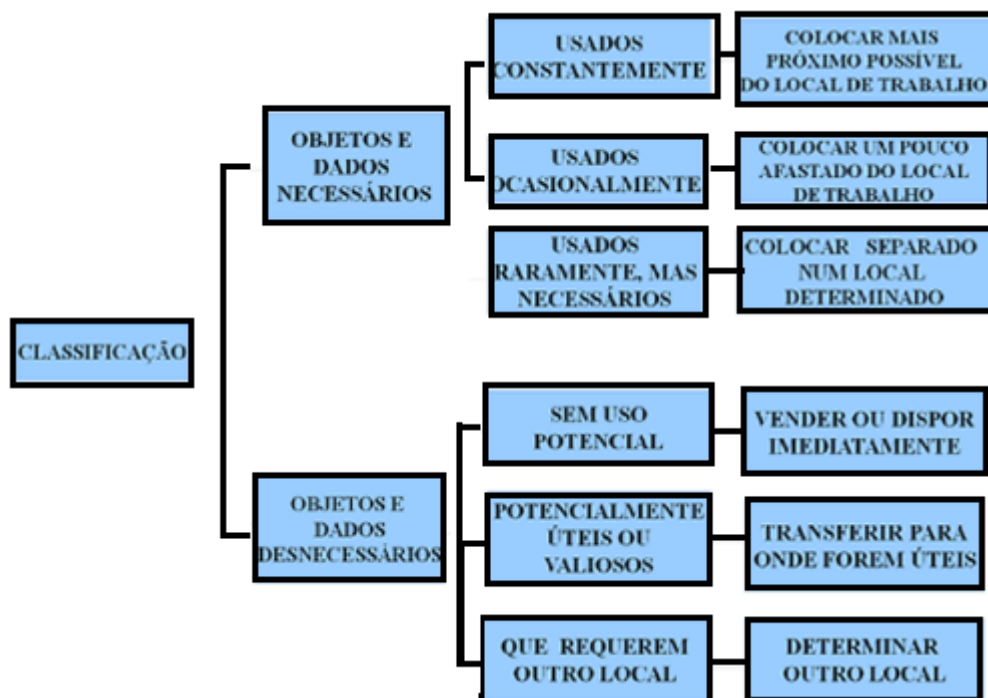 CLASSIFICAÇÃO
OBJETOS E
DADOS
NECESSÁRIOS
USADOS
CONSTANTEMENTE
COLOCAR MAIS
PRÓXIMO POSSÍVEL
DO LOCAL DE TRABALHO
USADOS
OCASIONALMENTE
COLOCAR UM POUCO
AFASTADO DO LOCAL
DE TRABALHO
USADOS
RARAMENTE, MAS
NECESSÁRIOS
COLOCAR SEPARADO
NUM LOCAL
DETERMINADO
OBJETOS E
DADOS
DESNECESSÁRIOS
SEM USO
POTENCIAL
VENDER OU DISPOR
IMEDIATAMENTE
POTENCIALMENTE
ÚTEIS OU
VALIOSOS
TRANSFERIR PARA
ONDE FOREM ÚTEIS
QUE REQUEREM
OUTRO LOCAL
DETERMINAR
OUTRO LOCAL